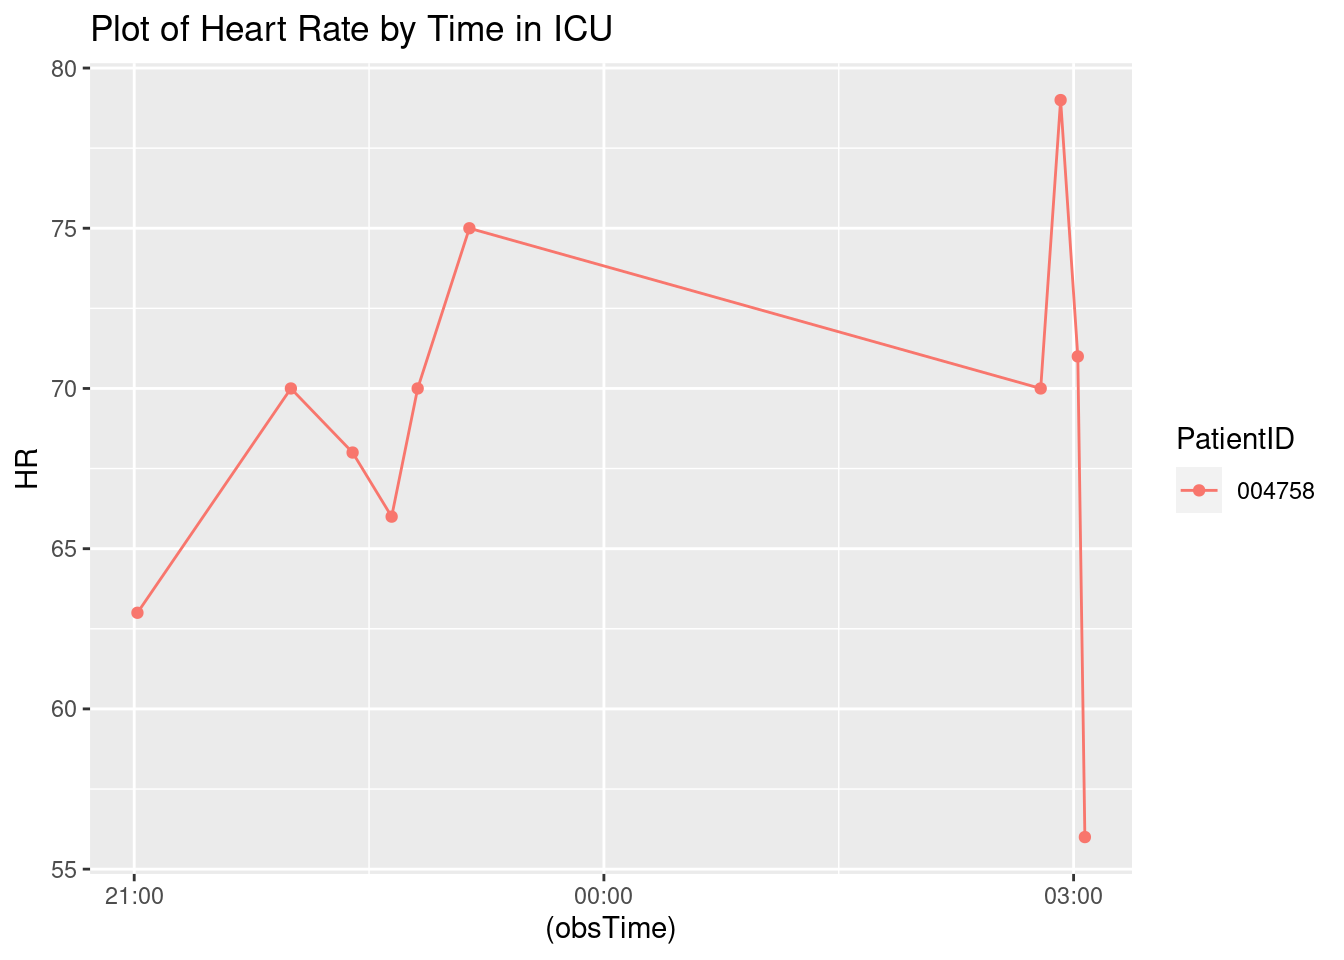 Plot of Heart Rate by Time in ICU
80
75
70
65
60
55
HR
21:00 00:00 03:00
(obsTime)
PatientID
004758